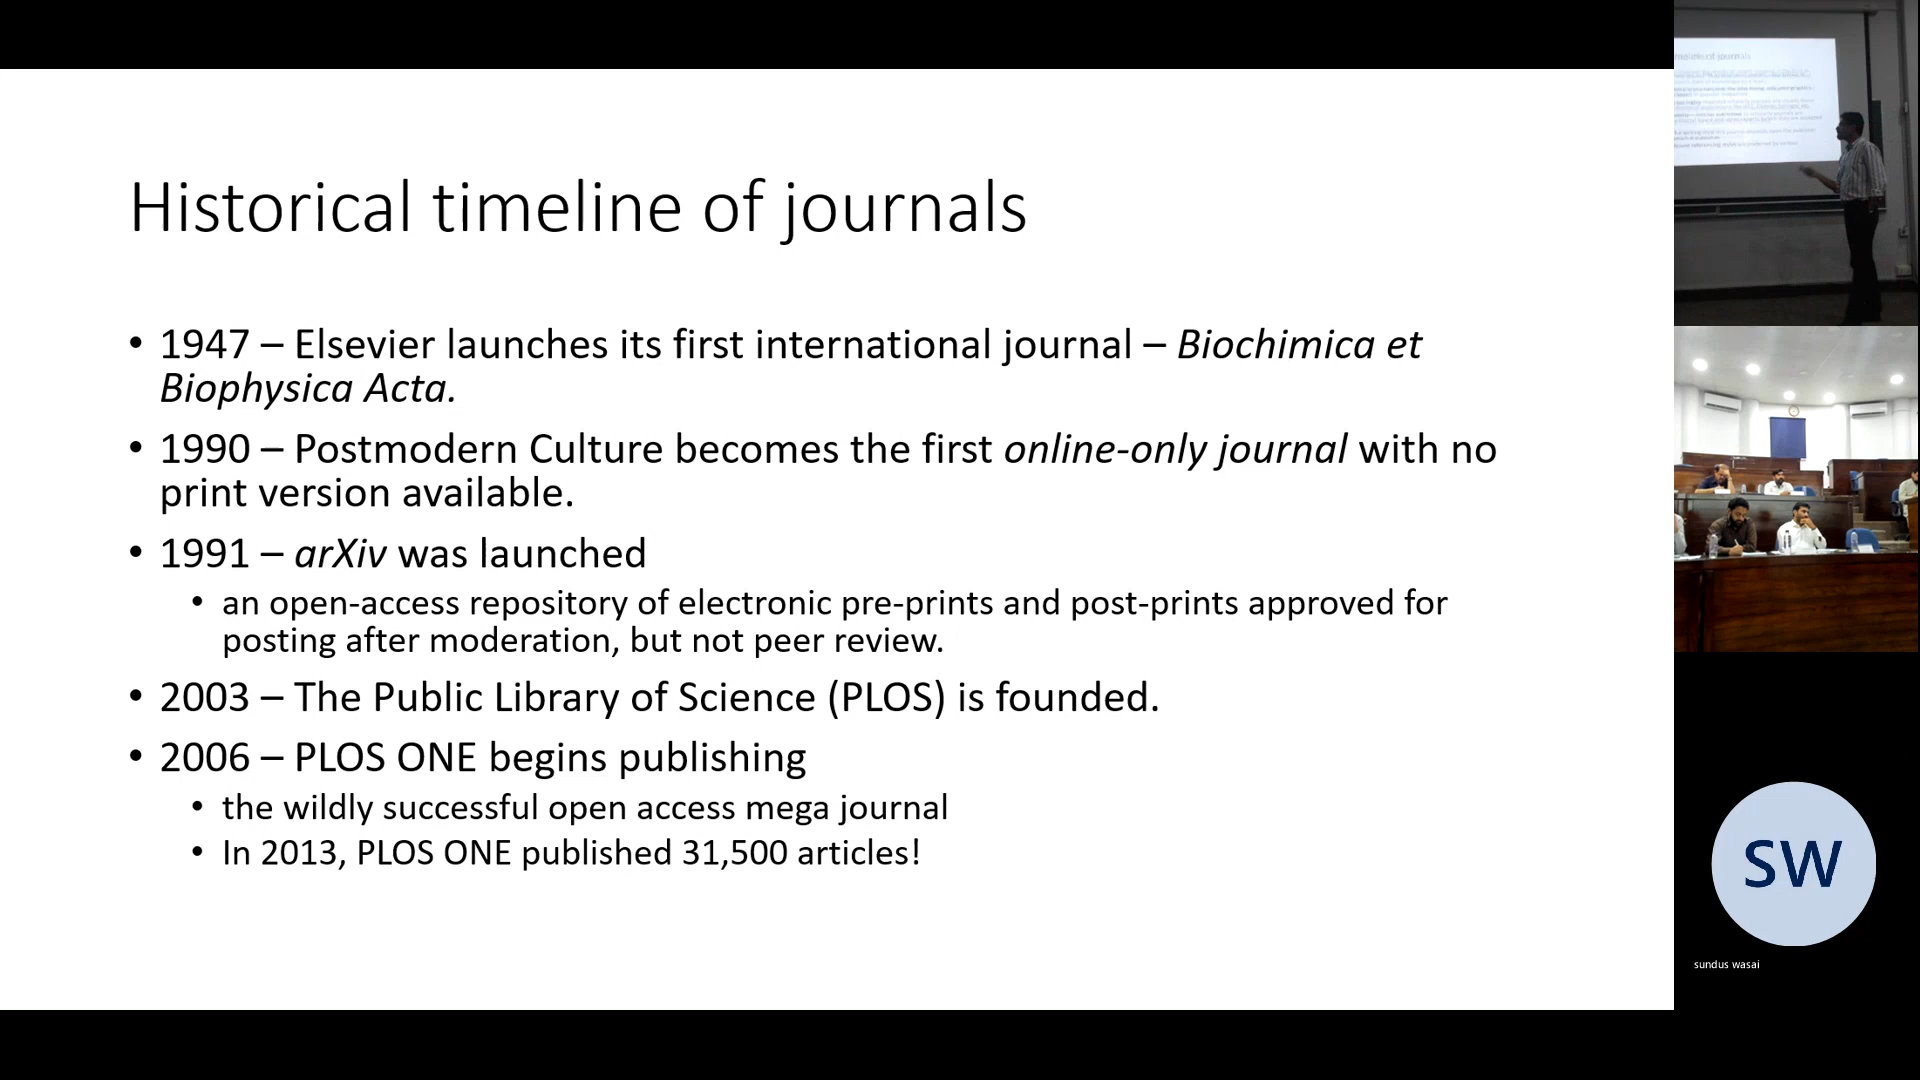 Historical timeline of journals
• 1947 – Elsevier launches its first international journal – Biochimica et
Biophysica Acta.
• 1990 – Postmodern Culture becomes the first online-only journal with no
print version available.
• 1991 – arXiv was launched
• an open-access repository of electronic pre-prints and post-prints approved for
posting after moderation, but not peer review.
• 2003 – The Public Library of Science (PLOS) is founded.
• 2006 – PLOS ONE begins publishing
• the wildly successful open access mega journal
• In 2013, PLOS ONE published 31,500 articles!
SW
sundus wasai